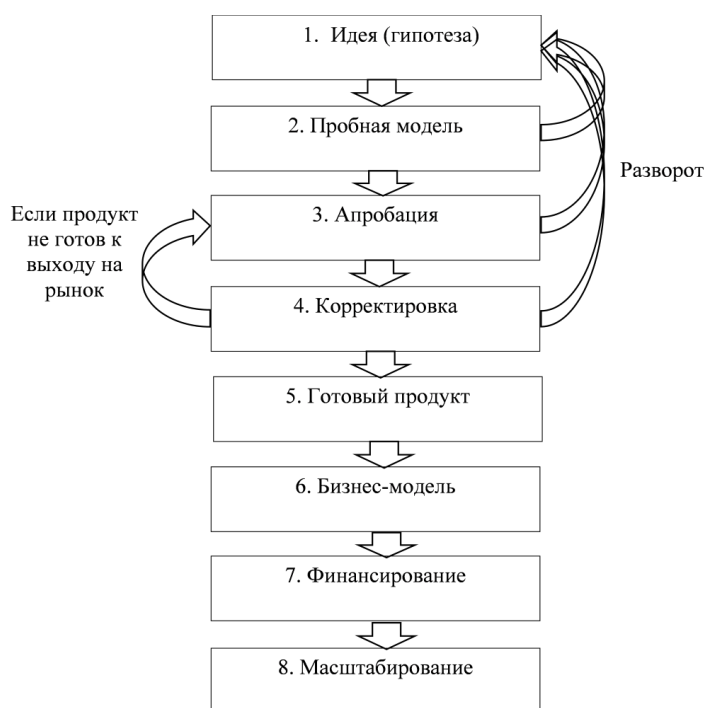 1. Идея (гипотеза)
2. Пробная модель
Разворот
Если продукт
не готов к
выходу на
рынок
3. Апробация
4. Корректировка
5. Готовый продукт
6. Бизнес-модель
7. Финансирование
8. Масштабирование